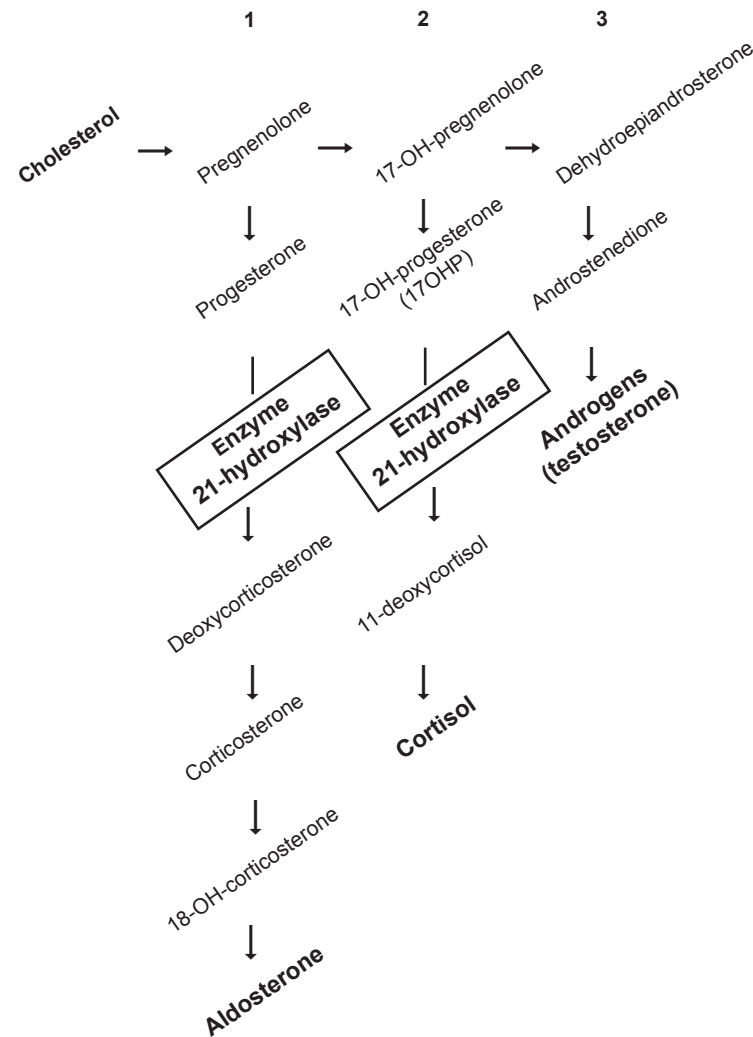 1
2
3
Cholesterol
Pregnenolone
17-OH-pregnenolone
Dehydroepiandrosterone
Progesterone
17-OH-progesterone
(17OHP)
Androstenedione
Enzyme
21-hydroxylase
Enzyme
21-hydroxylase
Androgens
(testosterone)
Deoxycorticosterone
11-deoxycortisol
Corticosterone
Cortisol
18-OH-corticosterone
Aldosterone